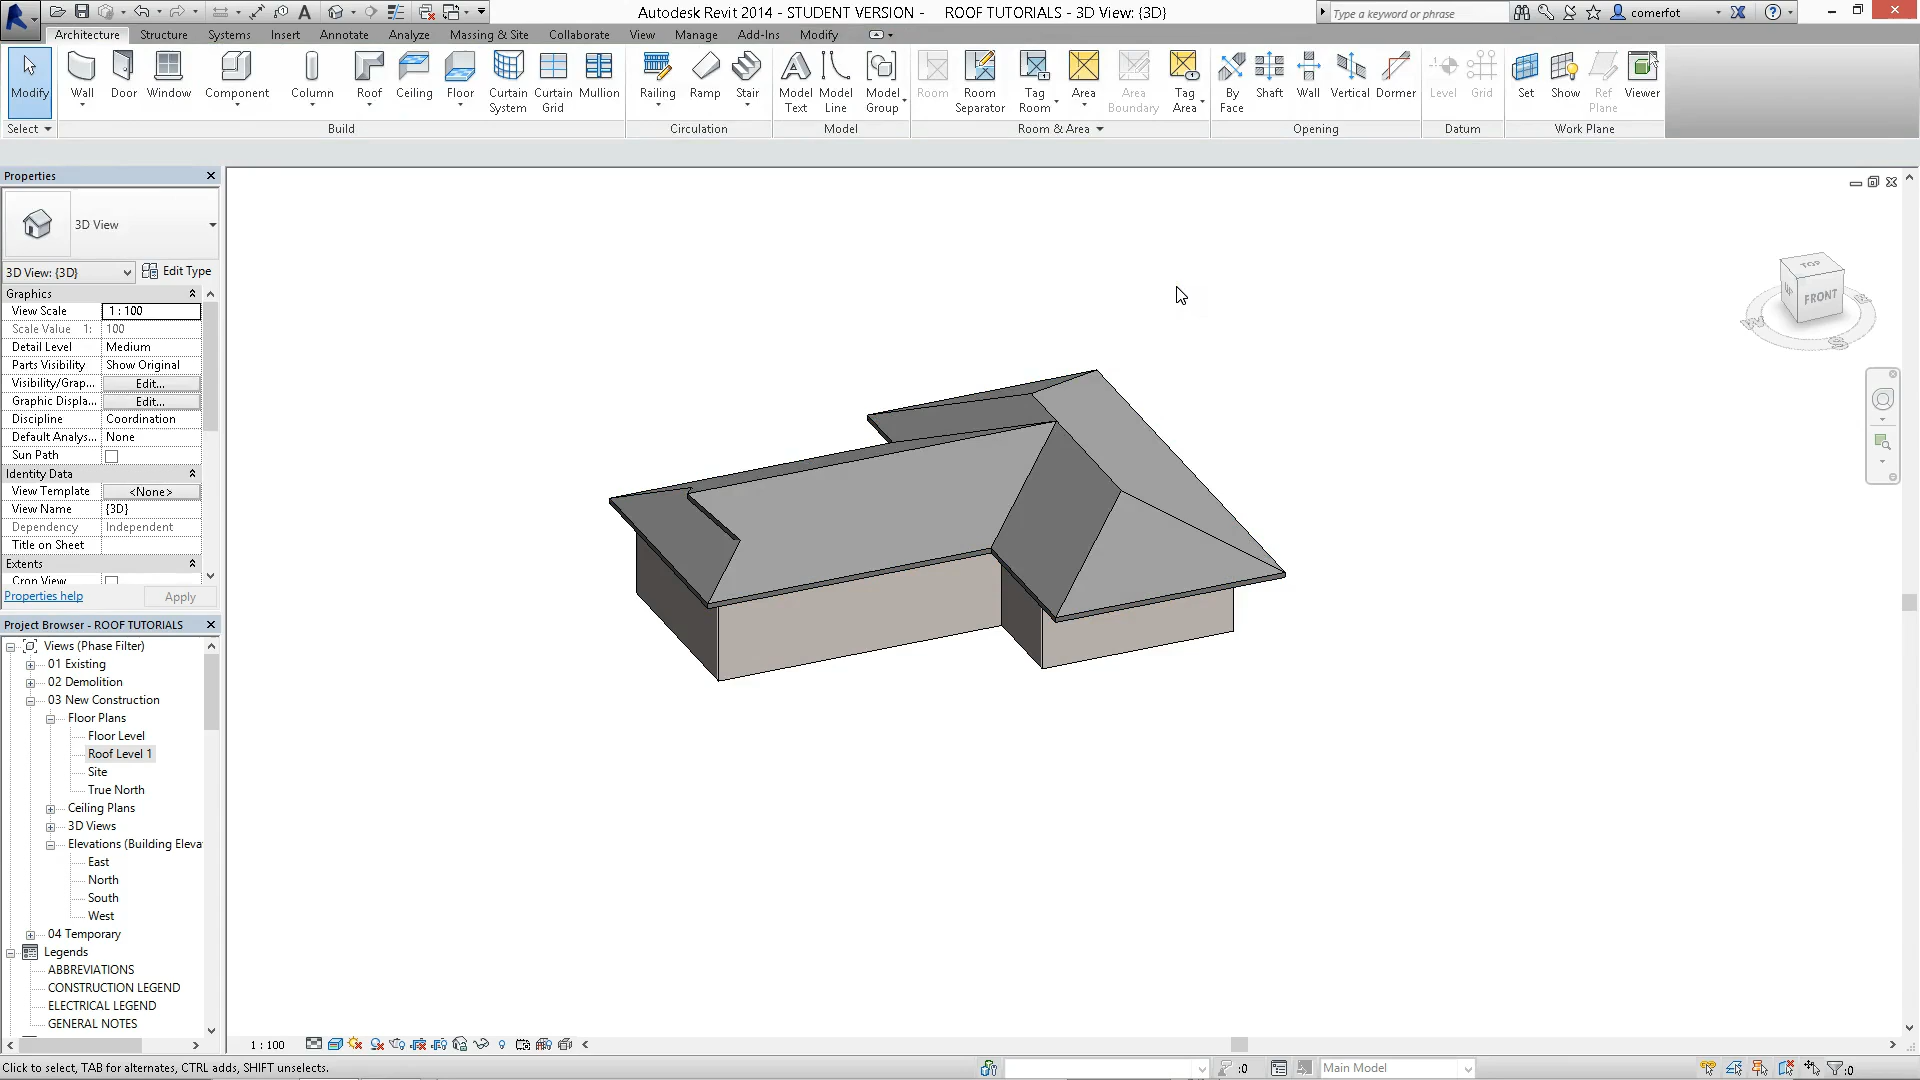 Autodesk Revit 2014 - STUDENT VERSION - ROOF TUTORIALS - 3D View: {3D}
Type a keyword or phrase
comerfot
Architecture Structure Systems Insert Annotate Analyze Massing & Site Collaborate View Manage Add-Ins Modify
Modify Wall Door Window Component Column Roof Ceiling Floor Curtain System Curtain Grid Mullion Railing Ramp Stair Model Text Model Line Model Group Room Room Separator Tag Room Area Area Boundary Tag Area By Face Shaft Wall Vertical Dormer Level Grid Set Show Ref Plane Viewer
Select Build Circulation Model Room & Area Opening Datum Work Plane
Properties
3D View
3D View: {3D} Edit Type
Graphics
View Scale 1 : 100
Scale Value 1: 100
Detail Level Medium
Parts Visibility Show Original
Visibility/Grap... Edit...
Graphic Displa... Edit...
Discipline Coordination
Default Analys... None
Sun Path
Identity Data
View Template <None>
View Name {3D}
Dependency Independent
Title on Sheet
Extents
Crop View
Properties help Apply
Project Browser - ROOF TUTORIALS
Views (Phase Filter)
01 Existing
02 Demolition
03 New Construction
Floor Plans
Floor Level
Roof Level 1
Site
True North
Ceiling Plans
3D Views
Elevations (Building Eleva
East
North
South
West
04 Temporary
Legends
ABBREVIATIONS
CONSTRUCTION LEGEND
ELECTRICAL LEGEND
GENERAL NOTES
TOP
FRONT
1 : 100
Click to select, TAB for alternates, CTRL adds, SHIFT unselects.
:0
Main Model
:0